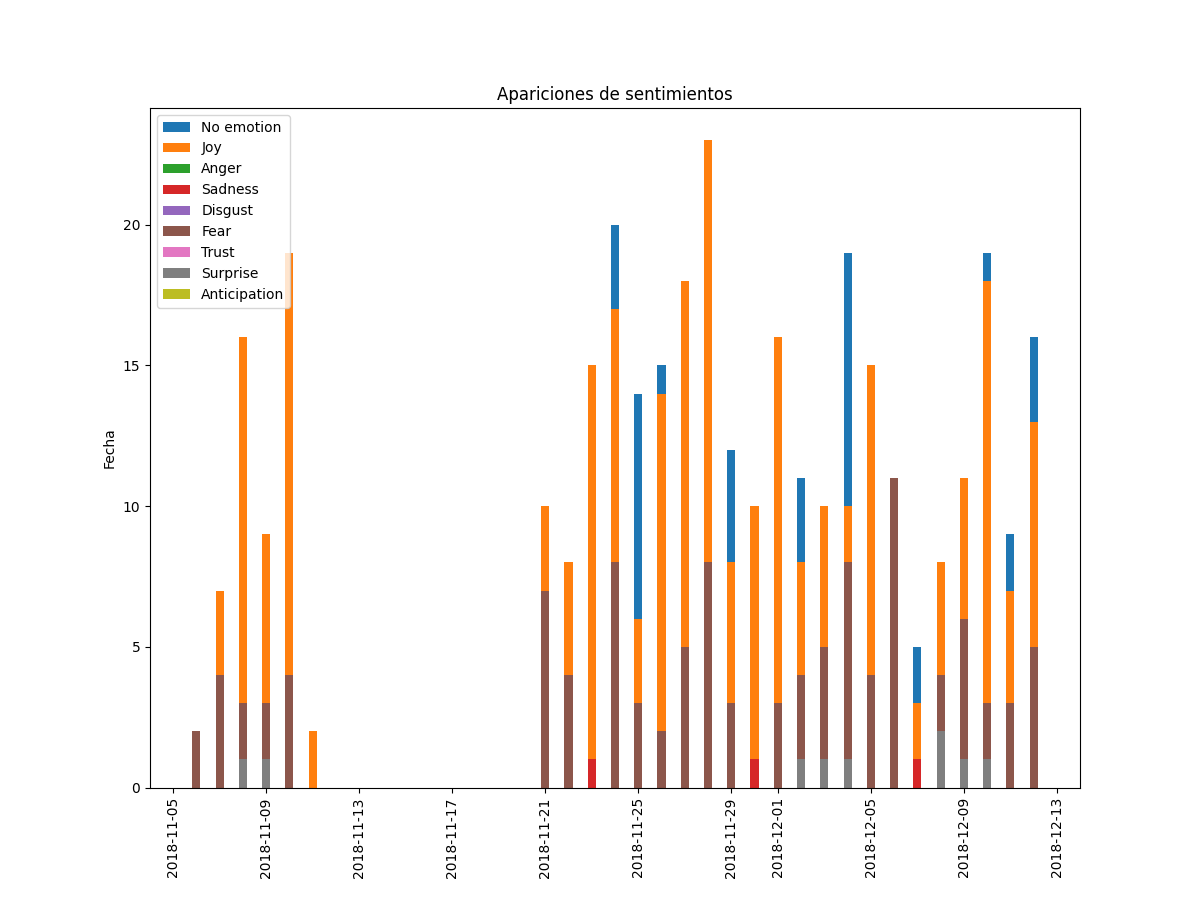 Apariciones de sentimientos
No emotion
Joy
Anger
Sadness
Disgust
Fear
Trust
Surprise
Anticipation
Fecha
20
15
10
5
0
2018-11-05
2018-11-09
2018-11-13
2018-11-17
2018-11-21
2018-11-25
2018-11-29
2018-12-01
2018-12-05
2018-12-09
2018-12-13